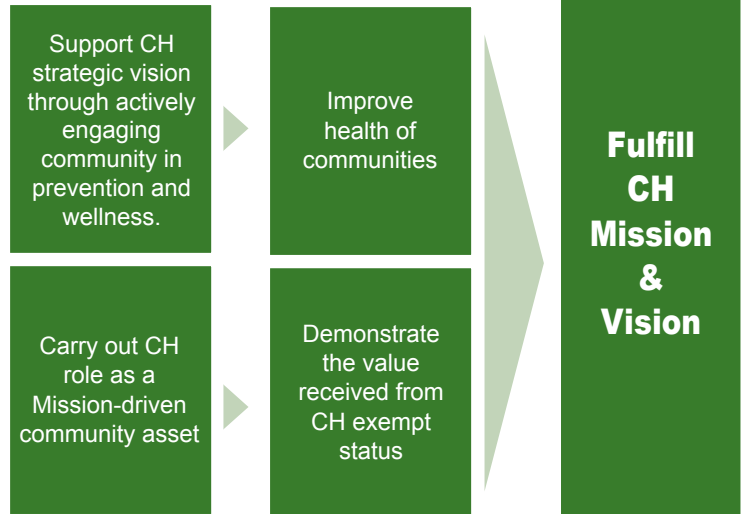 Support CH
strategic vision
through actively
engaging
community in
prevention and
wellness.
Improve
health of
communities
Carry out CH
role as a
Mission-driven
community asset
Demonstrate
the value
received from
CH exempt
status
Fulfill
CH
Mission
&
Vision